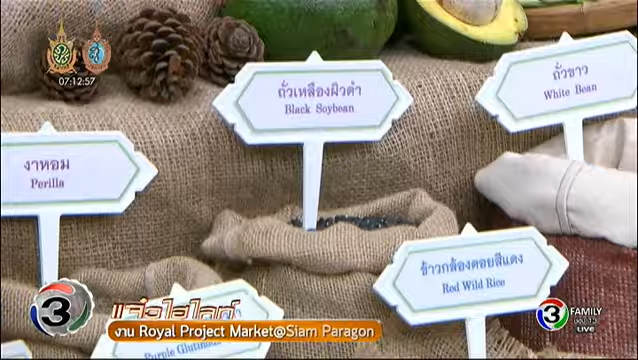 07:12:57
ถั่วเหลืองผิวดำ
Black Soybean
ถั่วขาว
White Bean
งาหอม
Perilla
ข้าวกล้องดอยสีแดง
Red Wild Rice
3
แจ๋วไฮไลท์
งาน Royal Project Market@Siam Paragon
Purple
3 FAMILY
LIVE